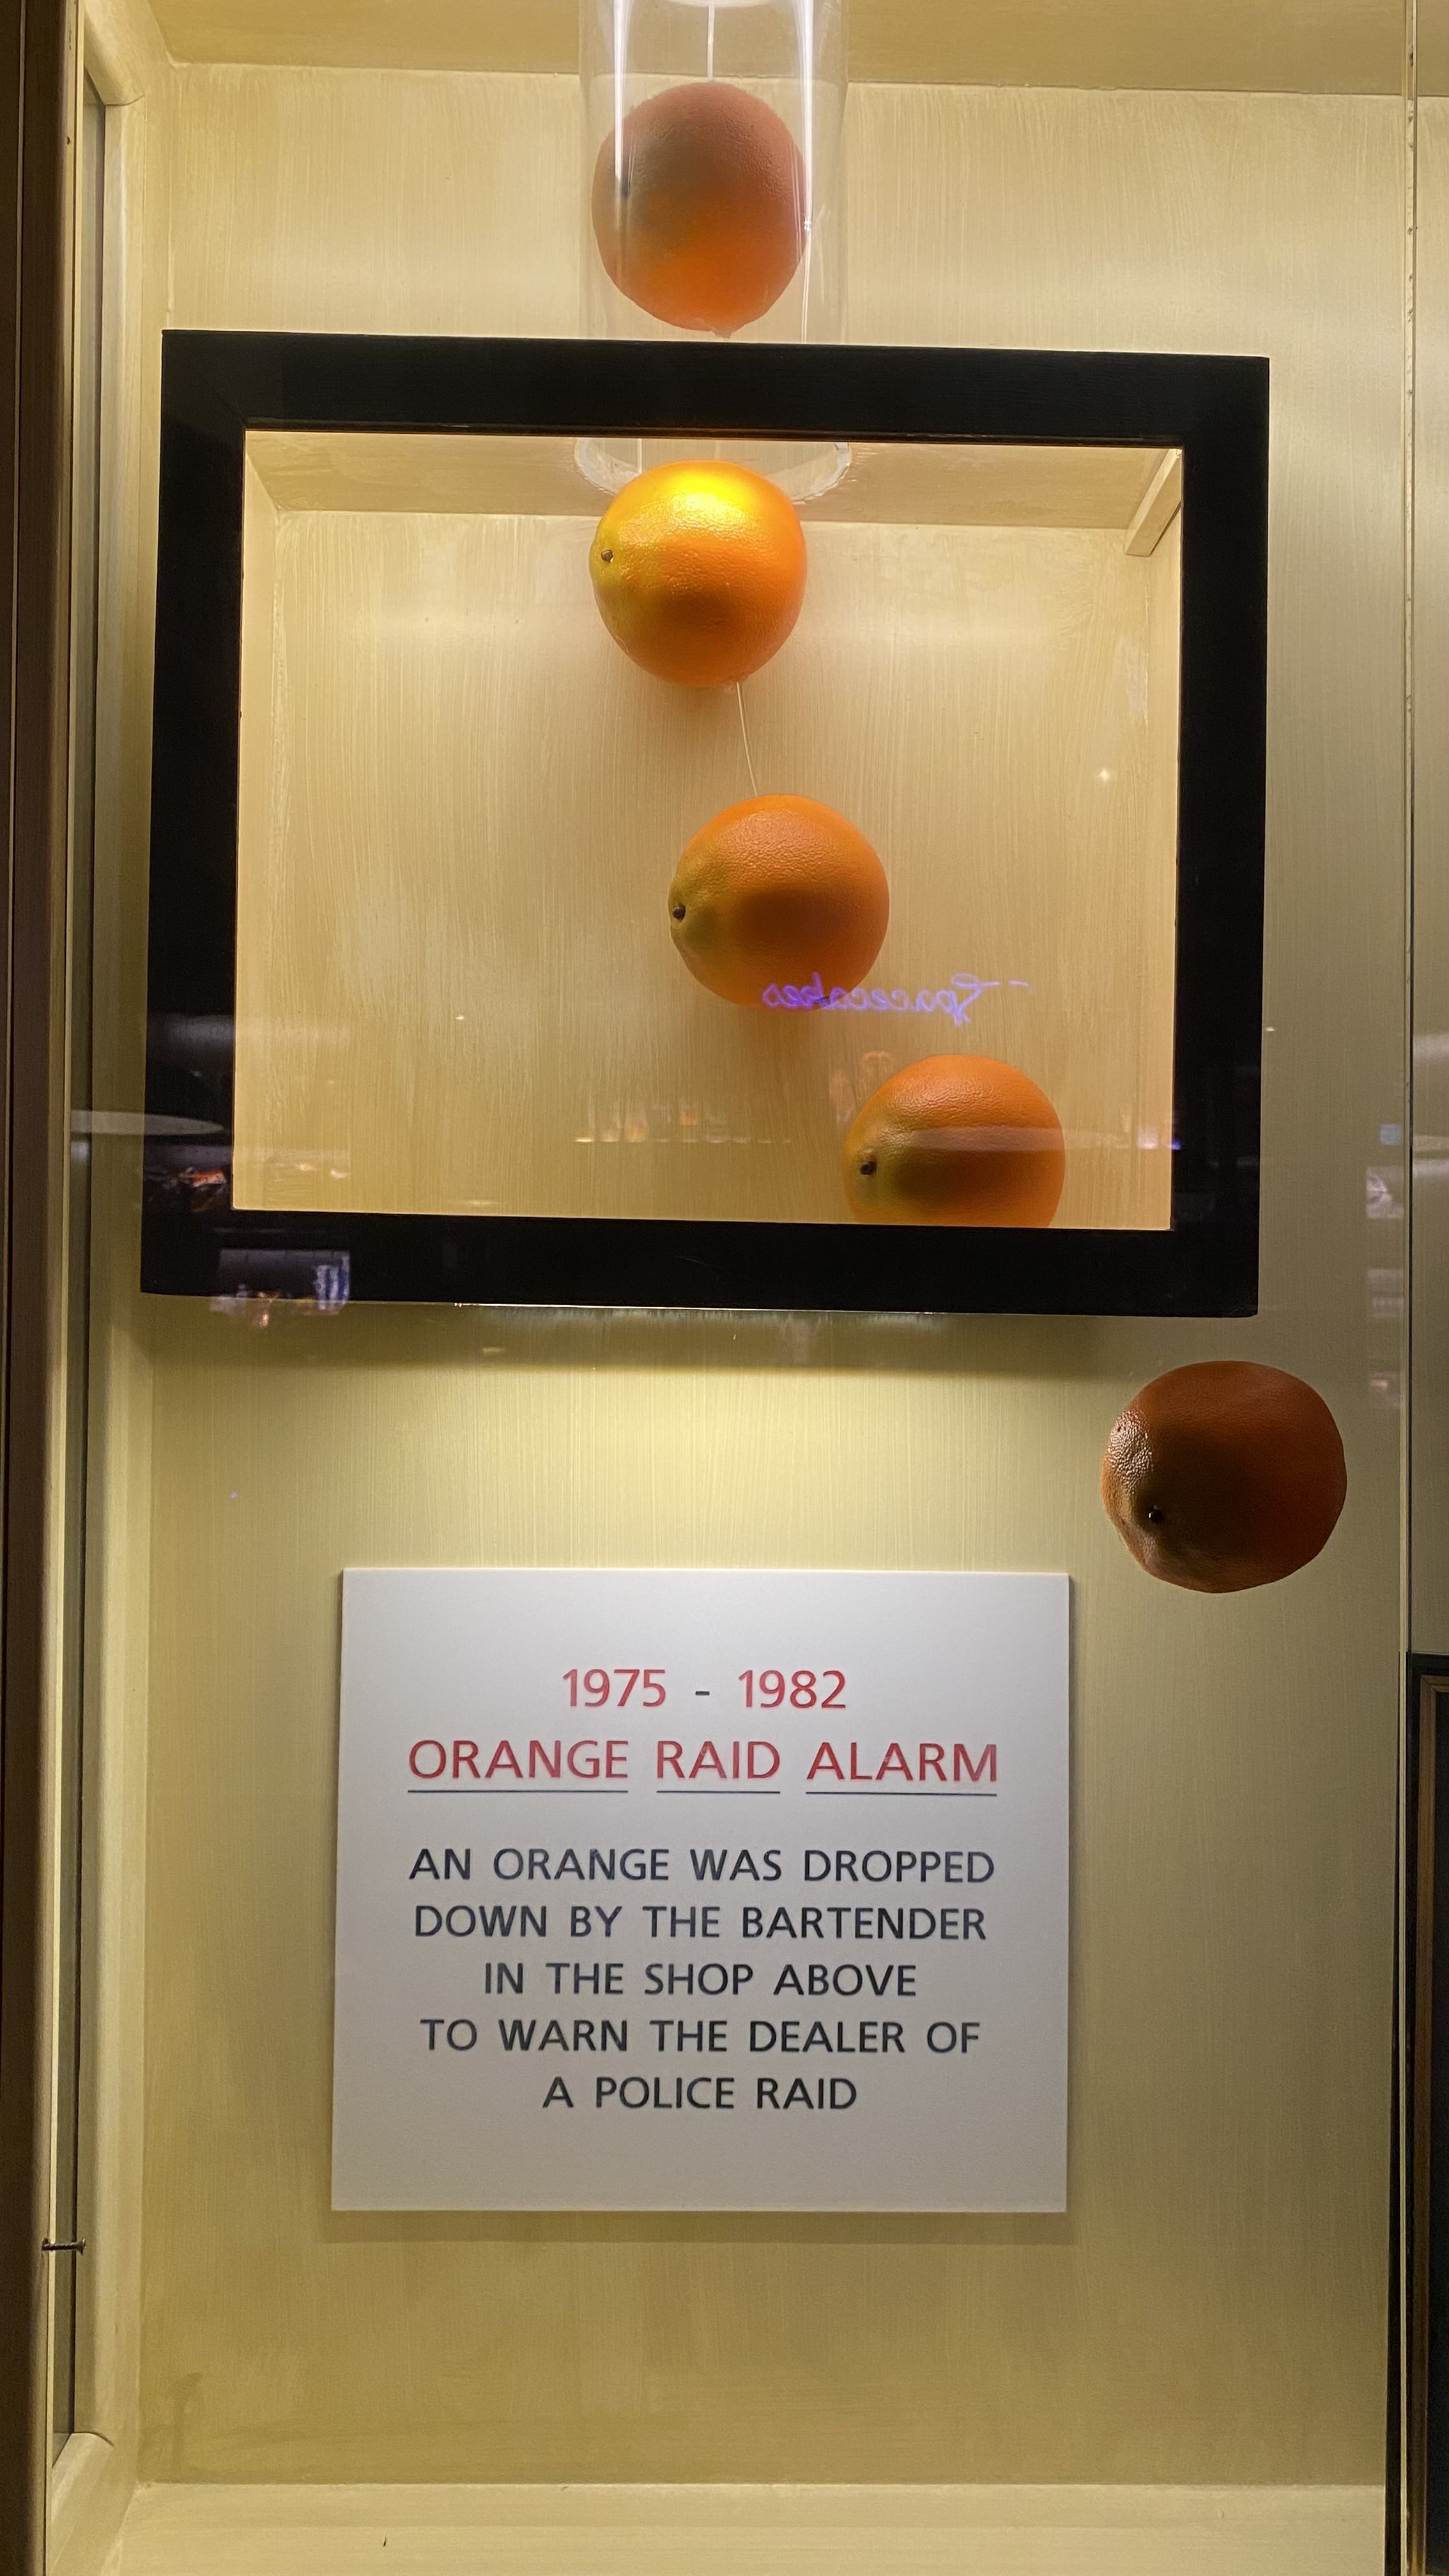 Spacecakes
1975 - 1982
ORANGE RAID ALARM
AN ORANGE WAS DROPPED
DOWN BY THE BARTENDER
IN THE SHOP ABOVE
TO WARN THE DEALER OF
A POLICE RAID